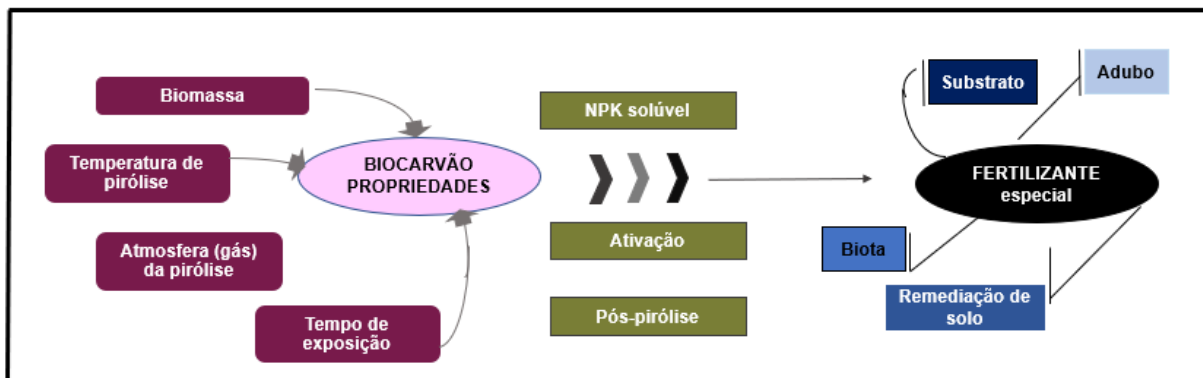 Biomassa
Temperatura de
pirólise
Atmosfera (gás)
da pirólise
Tempo de
exposição
BIOCARVÃO
PROPRIEDADES
NPK solúvel
Ativação
Pós-pirólise
Substrato
Adubo
FERTILIZANTE
especial
Biota
Remediação de
solo